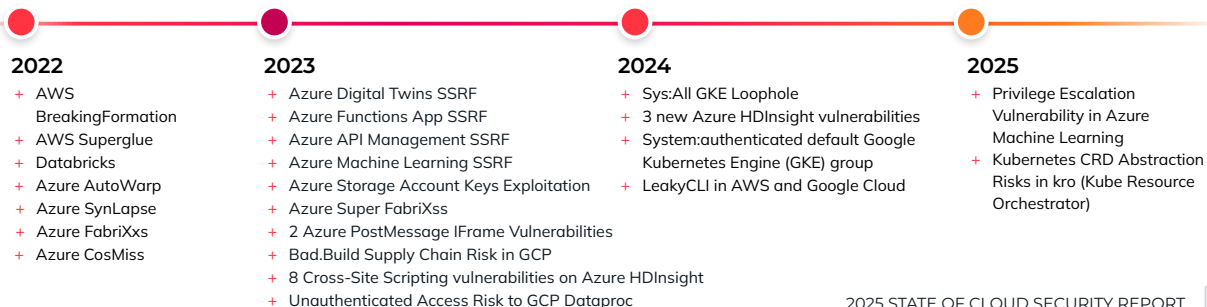 2022
+ AWS
BreakingFormation
+ AWS Superglue
+ Databricks
+ Azure AutoWarp
+ Azure SynLapse
+ Azure FabriXxs
+ Azure CosMiss
2023
+ Azure Digital Twins SSRF
+ Azure Functions App SSRF
+ Azure API Management SSRF
+ Azure Machine Learning SSRF
+ Azure Storage Account Keys Exploitation
+ Azure Super FabriXss
+ 2 Azure PostMessage IFrame Vulnerabilities
+ Bad.Build Supply Chain Risk in GCP
+ 8 Cross-Site Scripting vulnerabilities on Azure HDInsight
+ Unauthenticated Access Risk to GCP Dataproc
2024
+ Sys:All GKE Loophole
+ 3 new Azure HDInsight vulnerabilities
+ System:authenticated default Google
Kubernetes Engine (GKE) group
+ LeakyCLI in AWS and Google Cloud
2025
+ Privilege Escalation
Vulnerability in Azure
Machine Learning
+ Kubernetes CRD Abstraction
Risks in kro (Kube Resource
Orchestrator)
2025 STATE OF CLOUD SECURITY REPORT